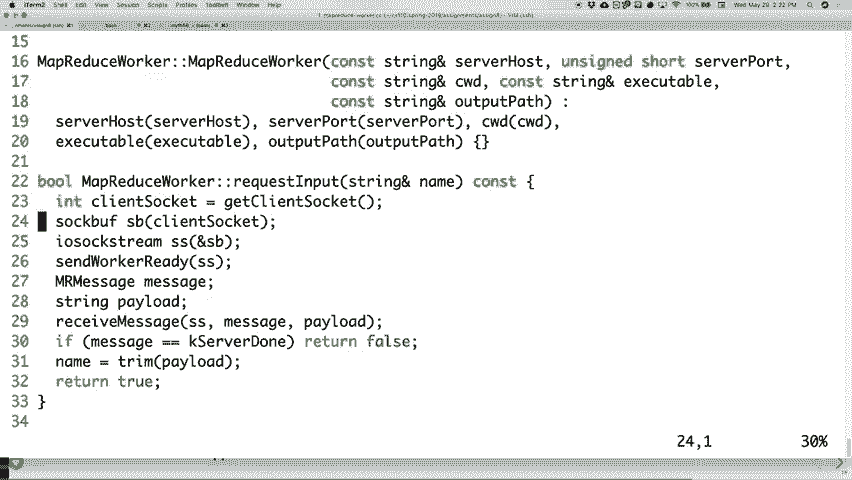 iTerm2 Shell Edit View Session Scripts Profiles Toolbelt Window Help 100% Wed May 29 2:22 PM
15
16 MapReduceWorker::MapReduceWorker(const string& serverHost, unsigned short serverPort,
17 const string& cwd, const string& executable,
18 const string& outputPath) :
19 serverHost(serverHost), serverPort(serverPort), cwd(cwd),
20 executable(executable), outputPath(outputPath) {}
21
22 bool MapReduceWorker::requestInput(string& name) const {
23 int clientSocket = getClientSocket();
24 sockbuf sb(clientSocket);
25 iosockstream ss(&sb);
26 sendWorkerReady(ss);
27 MRMessage message;
28 string payload;
29 receiveMessage(ss, message, payload);
30 if (message == kServerDone) return false;
31 name = trim(payload);
32 return true;
33 }
34
24,1 30%